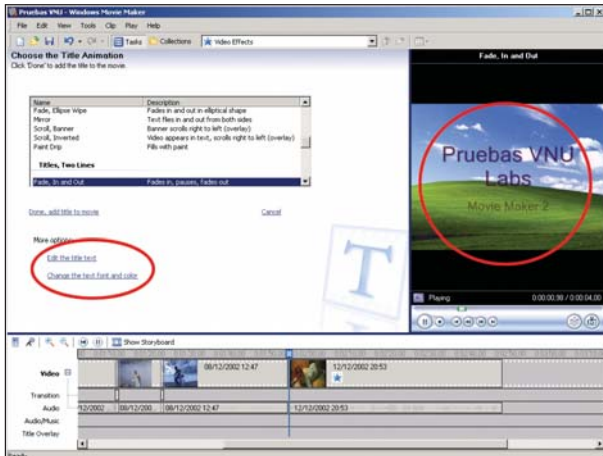 Pruebas VNU - Windows Movie Maker
File Edit View Tools Clip Play Help
Tasks Collections Video Effects
Choose the Title Animation
Click 'Done' to add the title to the movie.
Name Description
Fade, Ellipse Wipe Fades in and out in elliptical shape
Mirror Text flies in and out from both sides
Scroll, Banner Banner scrolls right to left (overlay)
Scroll, Inverted Video appears in text, scrolls right to left (overlay)
Paint Drip Fills with paint
Titles, Two Lines
Fade, In and Out Fades in, pauses, fades out
Done, add title to movie Cancel
More options:
Edit the title text
Change the text font and color
T
Fade, In and Out
Pruebas VNU
Labs
Movie Maker 2
Playing 0:00:00,98 / 0:00:04,00
Show Storyboard
Video 08/12/2002 12:47 12/12/2002 20:53
Transition
Audio 12/12/2002 ... 08/12/200... 08/12/2002 12:47 12/12/2002 20:53
Audio/Music
Title Overlay
Ready